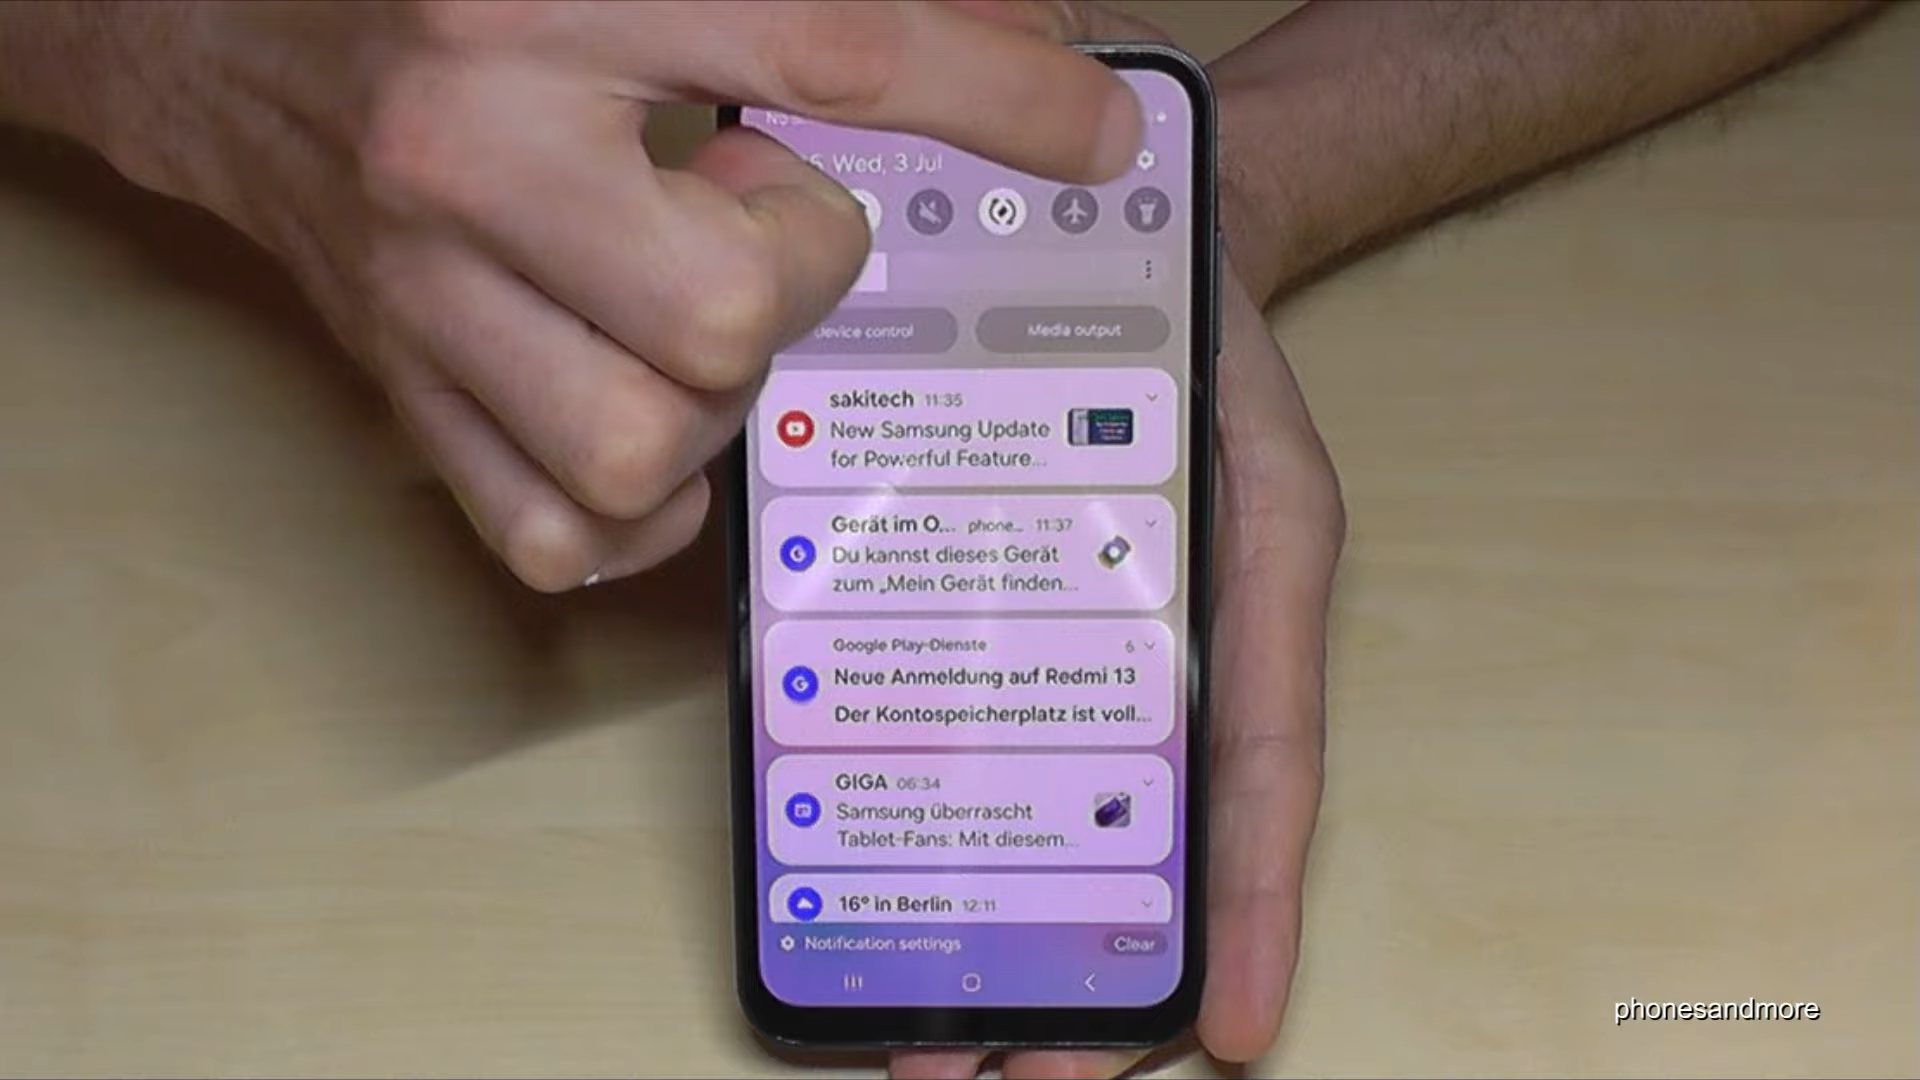 No
5 Wed, 3 Jul
Device control
Media output
sakitech 11:35
New Samsung Update
for Powerful Feature...
Gerät im O... phone... 11:37
Du kannst dieses Gerät
zum „Mein Gerät finden...
Google Play-Dienste 6
Neue Anmeldung auf Redmi 13
Der Kontospeicherplatz ist voll...
GIGA 06:34
Samsung überrascht
Tablet-Fans: Mit diesem...
16° in Berlin 12:11
Notification settings
Clear
phonesandmore